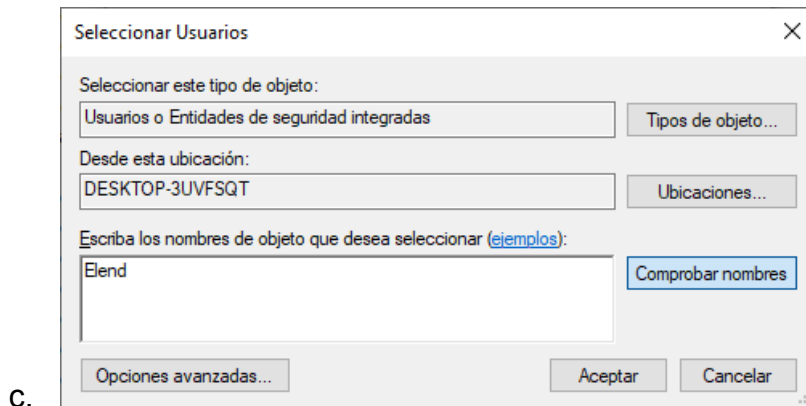 Seleccionar Usuarios
Seleccionar este tipo de objeto:
Usuarios o Entidades de seguridad integradas
Tipos de objeto...
Desde esta ubicación:
DESKTOP-3UVFSQT
Ubicaciones...
Escriba los nombres de objeto que desea seleccionar (ejemplos):
Elend
Comprobar nombres
Opciones avanzadas...
Aceptar
Cancelar
c.